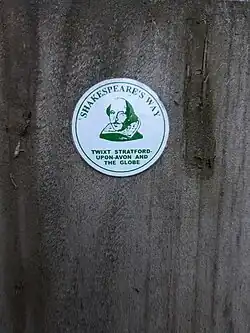 SHAKESPEARE'S WAY
TWIXT STRATFORD-
UPON-AVON AND
THE GLOBE